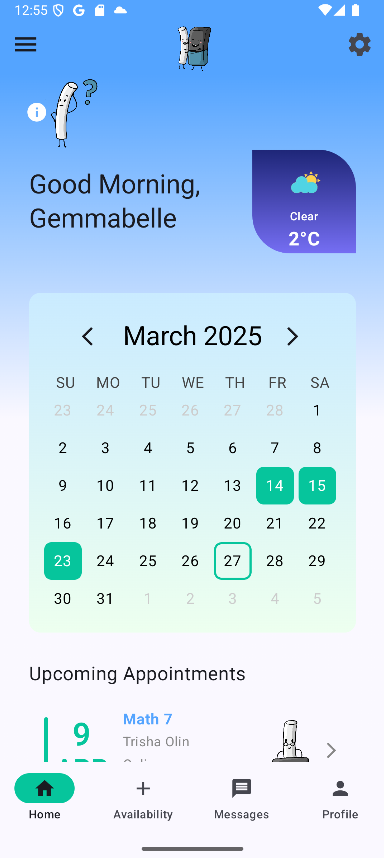 12:55
Good Morning,
Gemmabelle
Clear
2°C
March 2025
SU MO TU WE TH FR SA
23 24 25 26 27 28 1
2 3 4 5 6 7 8
9 10 11 12 13 14 15
16 17 18 19 20 21 22
23 24 25 26 27 28 29
30 31 1 2 3 4 5
Upcoming Appointments
9
Math 7
Trisha Olin
Home
Availability
Messages
Profile